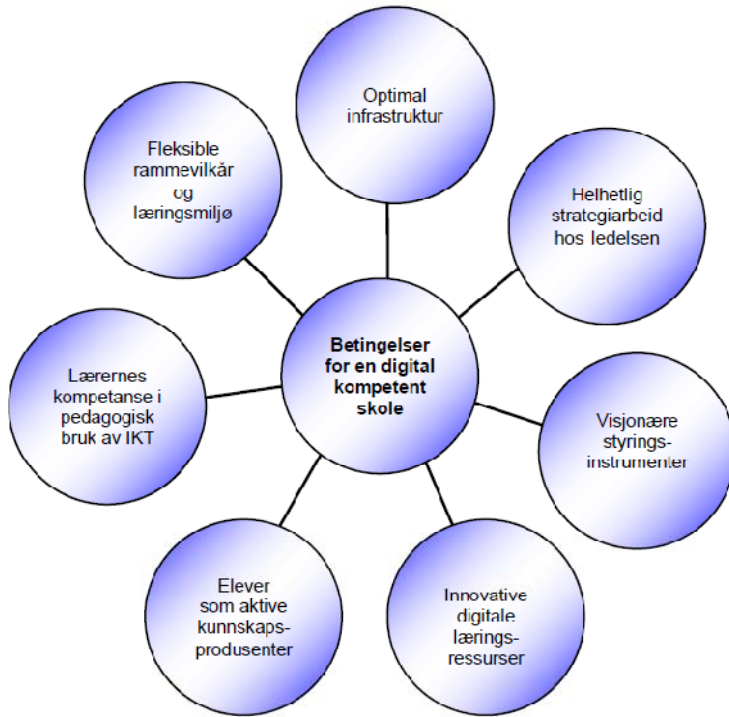 Optimal
infrastruktur
Fleksible
rammevilkår
og
læringsmiljø
Helhetlig
strategiarbeid
hos ledelsen
Betingelser
for en digital
kompetent
skole
Lærernes
kompetanse i
pedagogisk
bruk av IKT
Visjonære
styrings-
instrumenter
Elever
som aktive
kunnskaps-
produsenter
Innovative
digitale
lærings-
ressurser